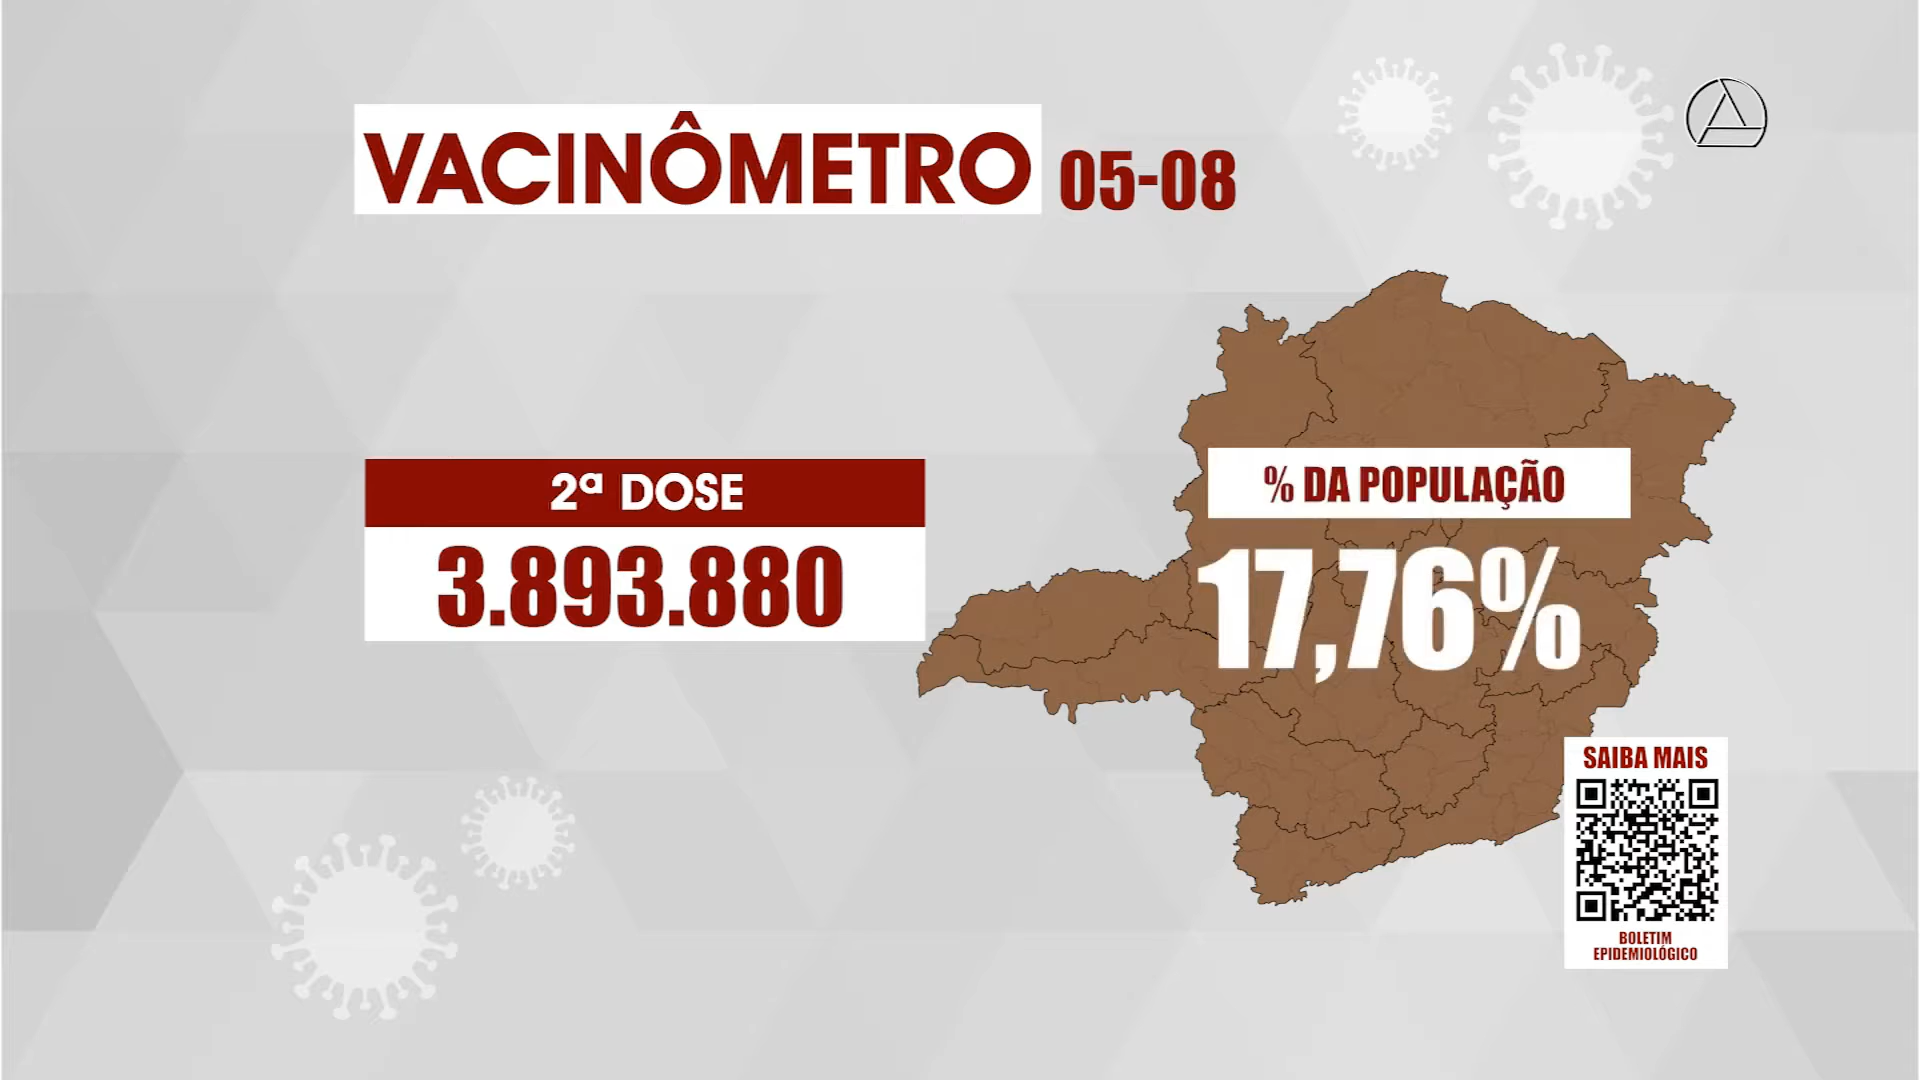 VACINÔMETRO 05-08
2ª DOSE
3.893.880
% DA POPULAÇÃO
17,76%
SAIBA MAIS
BOLETIM
EPIDEMIOLÓGICO